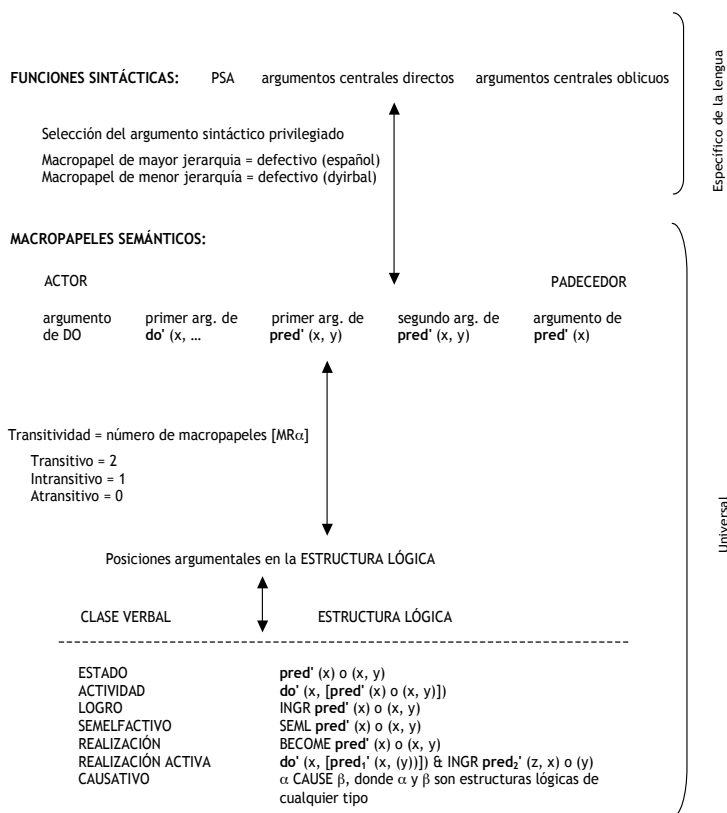 FUNCIONES SINTÁCTICAS: PSA argumentos centrales directos argumentos centrales oblicuos
Específico de la lengua
Selección del argumento sintáctico privilegiado
Macropapel de mayor jerarquia = defectivo (español)
Macropapel de menor jerarquía = defectivo (dyirbal)
MACROPAPELES SEMÁNTICOS:
ACTOR PADECEDOR
argumento primer arg. de primer arg. de segundo arg. de argumento de
de DO do' (x, … pred' (x, y) pred' (x, y) pred' (x)
Transitividad = número de macropapeles [MRα]
Transitivo = 2
Intransitivo = 1
Atransitivo = 0
Universal
Posiciones argumentales en la ESTRUCTURA LÓGICA
CLASE VERBAL ESTRUCTURA LÓGICA
ESTADO pred' (x) o (x, y)
ACTIVIDAD do' (x, [pred' (x) o (x, y)])
LOGRO INGR pred' (x) o (x, y)
SEMELFACTIVO SEML pred' (x) o (x, y)
REALIZACIÓN BECOME pred' (x) o (x, y)
REALIZACIÓN ACTIVA do' (x, [pred₁' (x, (y))]) & INGR pred₂' (z, x) o (y)
CAUSATIVO α CAUSE β, donde α y β son estructuras lógicas de
cualquier tipo